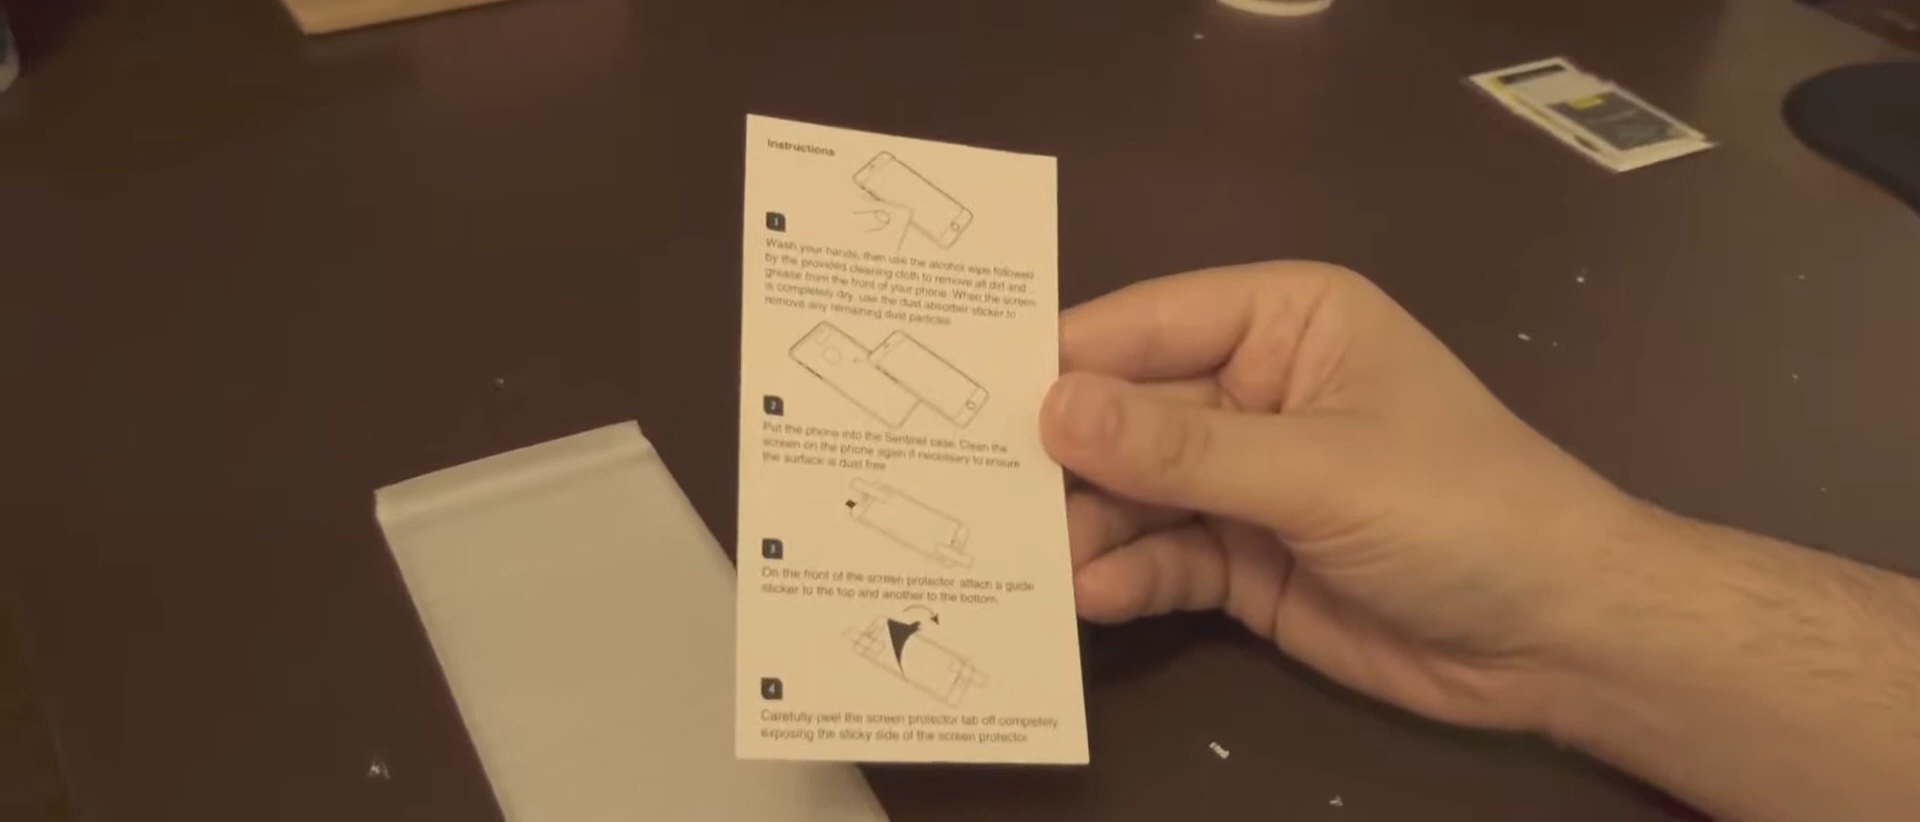 Instructions
1
Wash your hands, then use the alcohol wipe followed
by the provided cleaning cloth to remove all dirt and
grease from the front of your phone. When the screen
is completely dry, use the dust absorber sticker to
remove any remaining dust particles.
2
Put the phone into the Sentinel case. Clean the
screen on the phone again if necessary to ensure
the surface is dust free.
3
On the front of the screen protector, attach a guide
sticker to the top and another to the bottom.
4
Carefully peel the screen protector tab off completely
exposing the sticky side of the screen protector